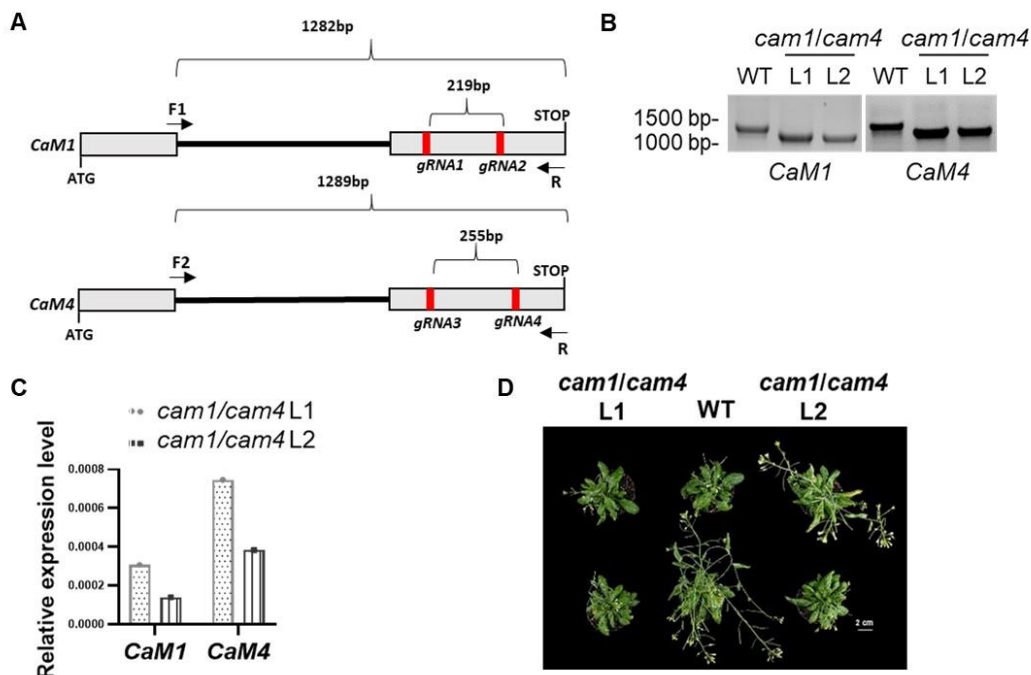 A
1282bp
219bp
F1
STOP
CaM1
gRNA1
gRNA2
ATG
R
1289bp
255bp
F2
STOP
CaM4
gRNA3
gRNA4
ATG
R
B
cam1/cam4 cam1/cam4
WT L1 L2 WT L1 L2
1500 bp-
1000 bp-
CaM1 CaM4
C
cam1/cam4 L1
cam1/cam4 L2
Relative expression level
0.0008
0.0006
0.0004
0.0002
0.0000
CaM1 CaM4
D
cam1/cam4 cam1/cam4
L1 WT L2
2 cm